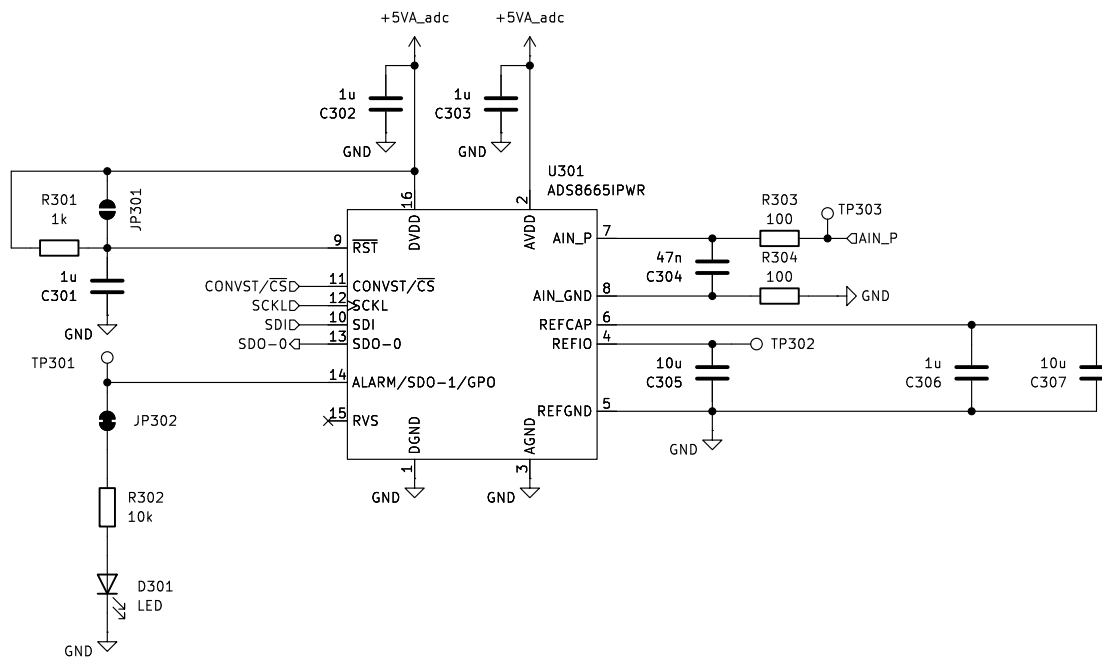 +5VA_adc +5VA_adc
1u
C302
1u
C303
GND GND
U301
ADS8665IPWR
R301
1k
JP301
16 2
DVDD AVDD
R303
100
TP303
9 RST
AIN_P 7
AIN_P
1u
C301
47n
C304
R304
100
CONVST/CS 11 CONVST/CS
AIN_GND 8
GND
SCKL 12 SCKL
SDI 10 SDI
SDO-0 13 SDO-0
GND
REFCAP 6
REFIO 4
TP302
TP301
10u
C305
1u
C306
10u
C307
14 ALARM/SDO-1/GPO
JP302
15 RVS
REFGND 5
DGND AGND
1 3
GND
GND GND
R302
10k
D301
LED
GND